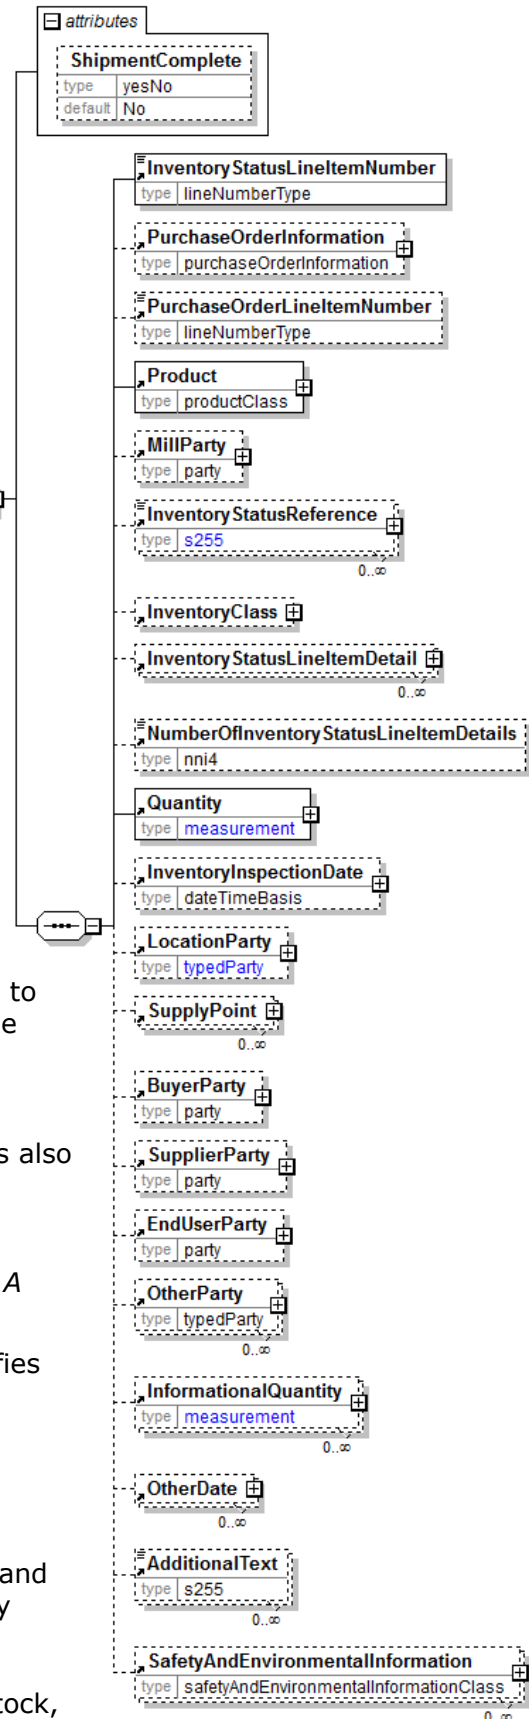 attributes
ShipmentComplete
type yesNo
default No
InventoryStatusLineItemNumber
type lineNumberType
PurchaseOrderInformation
type purchaseOrderInformation
PurchaseOrderLineItemNumber
type lineNumberType
Product
type productClass
MillParty
type party
InventoryStatusReference
type s255
0..∞
InventoryClass
InventoryStatusLineItemDetail
0..∞
NumberOfInventoryStatusLineItemDetails
type nni4
Quantity
type measurement
InventoryInspectionDate
type dateTimeBasis
LocationParty
type typedParty
to
e
SupplyPoint
0..∞
BuyerParty
type party
s also
SupplierParty
type party
EndUserParty
type party
A
OtherParty
type typedParty
0..∞
fies
InformationalQuantity
type measurement
0..∞
OtherDate
0..∞
and
y
AdditionalText
type s255
0..∞
SafetyAndEnvironmentalInformation
type safetyAndEnvironmentalInformationClass
tock,
0..∞